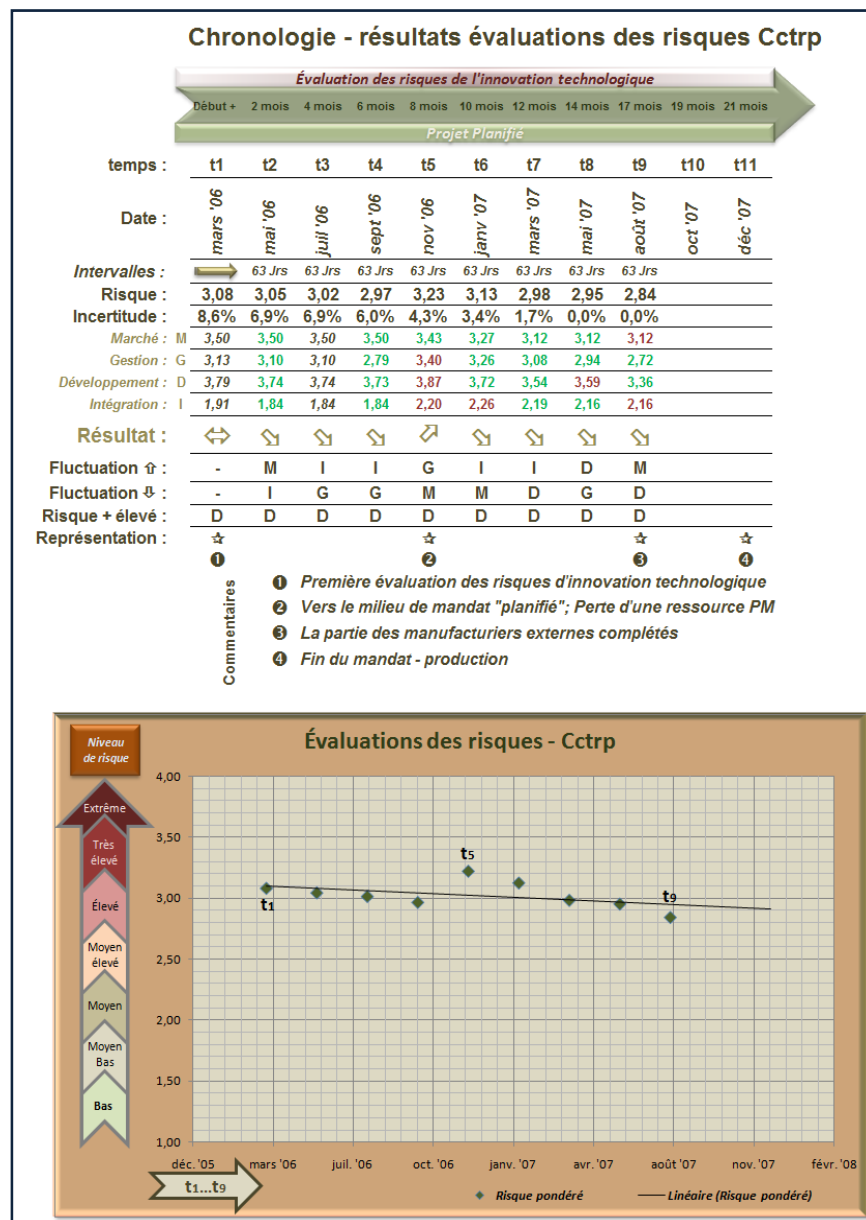 Chronologie - résultats évaluations des risques Cctrp
Évaluation des risques de l'innovation technologique
Début + 2 mois 4 mois 6 mois 8 mois 10 mois 12 mois 14 mois 17 mois 19 mois 21 mois
Projet Planifié
temps : t1 t2 t3 t4 t5 t6 t7 t8 t9 t10 t11
Date : mars '06 mai '06 juil '06 sept '06 nov '06 janv '07 mars '07 mai '07 août '07 oct '07 déc '07
Intervalles : 63 Jrs 63 Jrs 63 Jrs 63 Jrs 63 Jrs 63 Jrs 63 Jrs 63 Jrs
Risque : 3,08 3,05 3,02 2,97 3,23 3,13 2,98 2,95 2,84
Incertitude : 8,6% 6,9% 6,9% 6,0% 4,3% 3,4% 1,7% 0,0% 0,0%
Marché : M 3,50 3,50 3,50 3,50 3,43 3,27 3,12 3,12 3,12
Gestion : G 3,13 3,10 3,10 2,79 3,40 3,26 3,08 2,94 2,72
Développement : D 3,79 3,74 3,74 3,73 3,87 3,72 3,54 3,59 3,36
Intégration : I 1,91 1,84 1,84 1,84 2,20 2,26 2,19 2,16 2,16
Résultat : ⇔ ⇘ ⇘ ⇘ ⇗ ⇘ ⇘ ⇘ ⇘
Fluctuation ⇧ : - M I I G I I D M
Fluctuation ⇩ : - I G G M M D G D
Risque + élevé : D D D D D D D D D
Représentation : ✰ ✰ ✰ ✰
❶ ❷ ❸ ❹
Commentaires
❶ Première évaluation des risques d'innovation technologique
❷ Vers le milieu de mandat "planifié"; Perte d'une ressource PM
❸ La partie des manufacturiers externes complétés
❹ Fin du mandat - production
Niveau
de risque
Évaluations des risques - Cctrp
Extrême
Très
élevé
Élevé
Moyen
élevé
Moyen
Moyen
Bas
Bas
4,00
3,50
3,00
2,50
2,00
1,50
1,00
t1
t5
t9
déc. '05 mars '06 juil. '06 oct. '06 janv. '07 avr. '07 août '07 nov. '07 févr. '08
t1...t9
Risque pondéré
Linéaire (Risque pondéré)